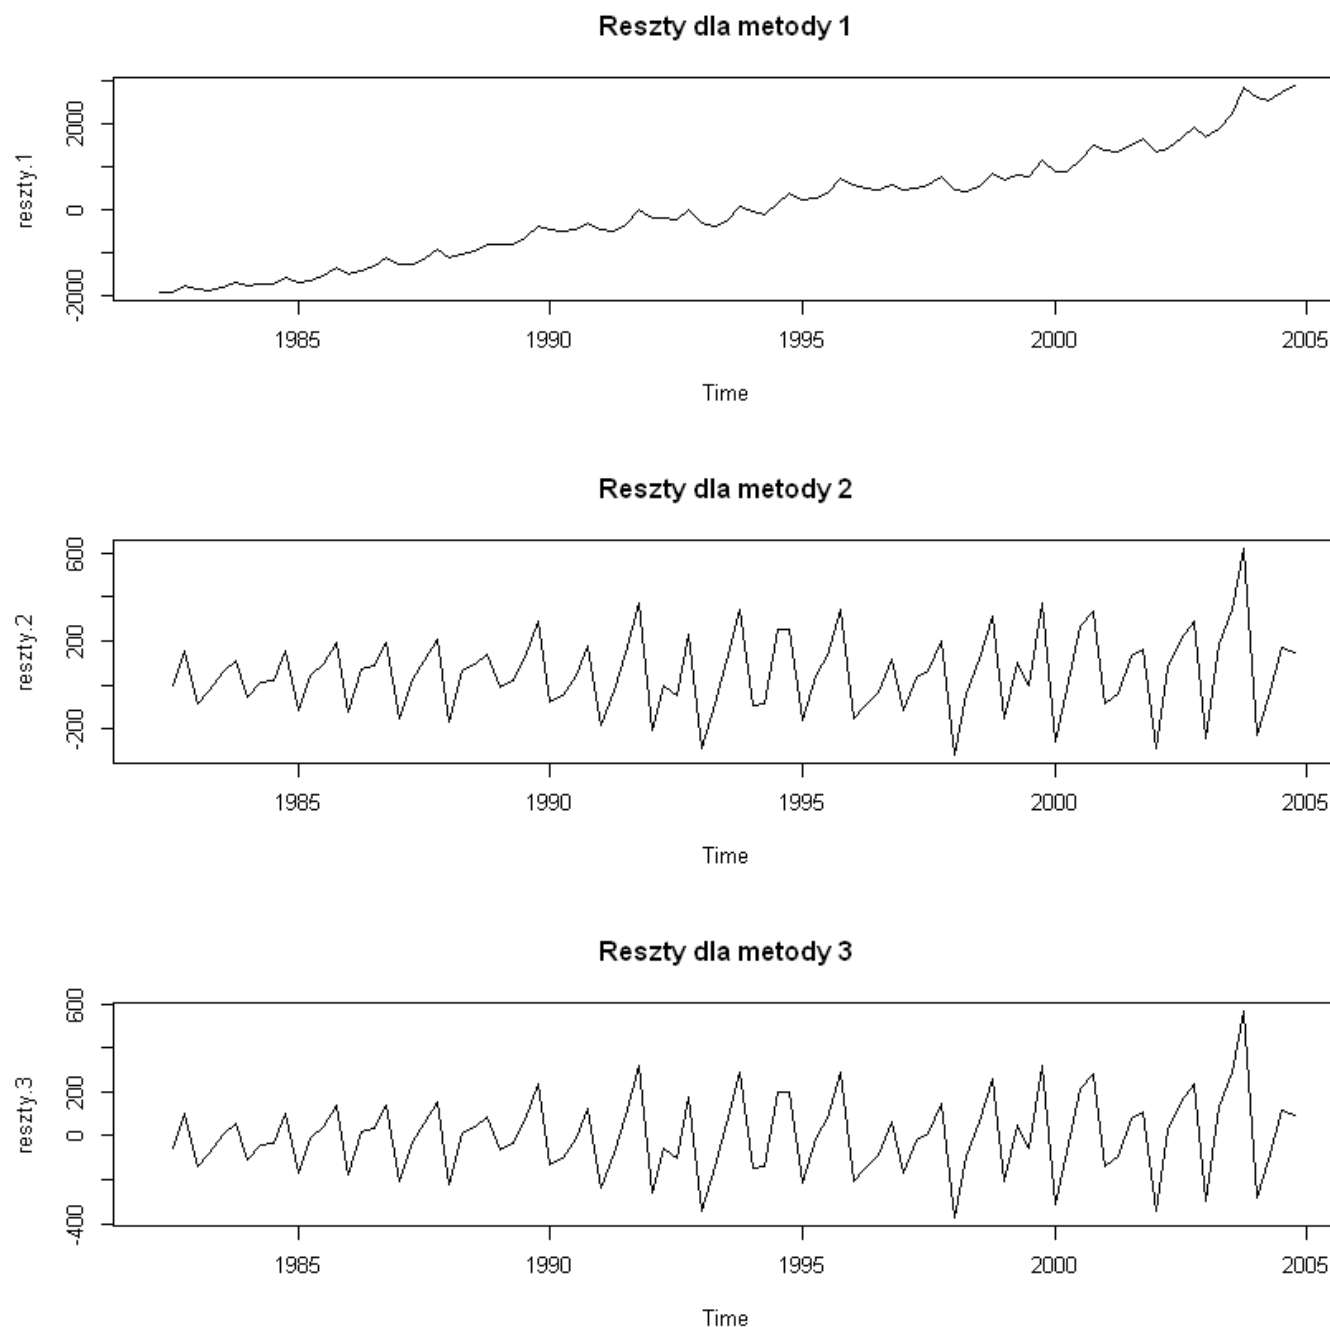 Reszty dla metody 1
reszty.1
2000
0
-2000
1985 1990 1995 2000 2005
Time
Reszty dla metody 2
reszty.2
600
200
-200
1985 1990 1995 2000 2005
Time
Reszty dla metody 3
reszty.3
600
200
0
-400
1985 1990 1995 2000 2005
Time